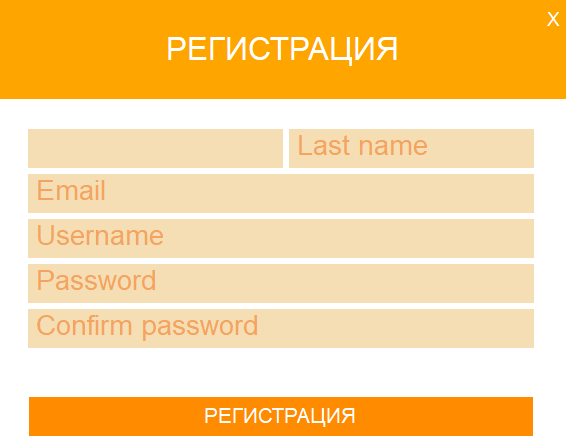 X
РЕГИСТРАЦИЯ
Last name
Email
Username
Password
Confirm password
РЕГИСТРАЦИЯ